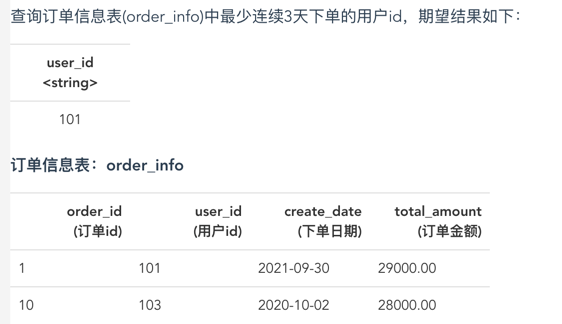 查询订单信息表(order_info)中最少连续3天下单的用户id，期望结果如下：
user_id
<string>
101
订单信息表：order_info
order_id user_id create_date total_amount
(订单id) (用户id) (下单日期) (订单金额)
1 101 2021-09-30 29000.00
10 103 2020-10-02 28000.00